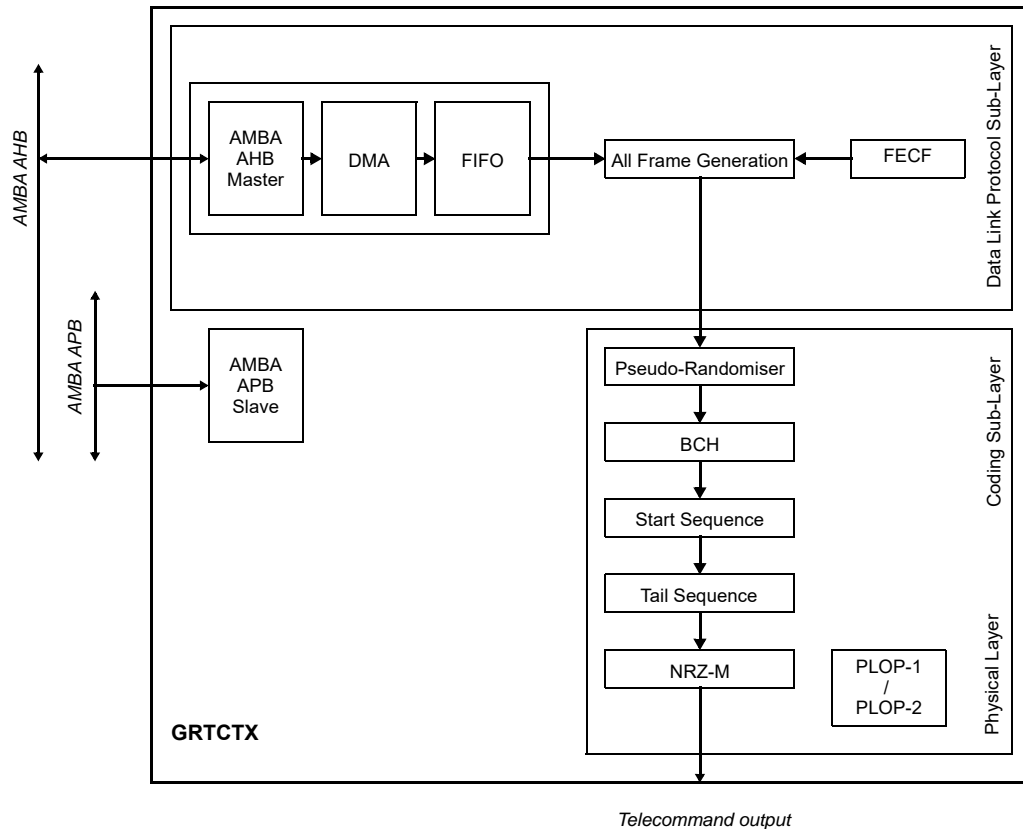 AMBA AHB
AMBA APB
AMBA
AHB
Master
DMA
FIFO
All Frame Generation
FECF
Data Link Protocol Sub-Layer
AMBA
APB
Slave
Pseudo-Randomiser
BCH
Start Sequence
Tail Sequence
NRZ-M
PLOP-1
/
PLOP-2
Coding Sub-Layer
Physical Layer
GRTCTX
Telecommand output